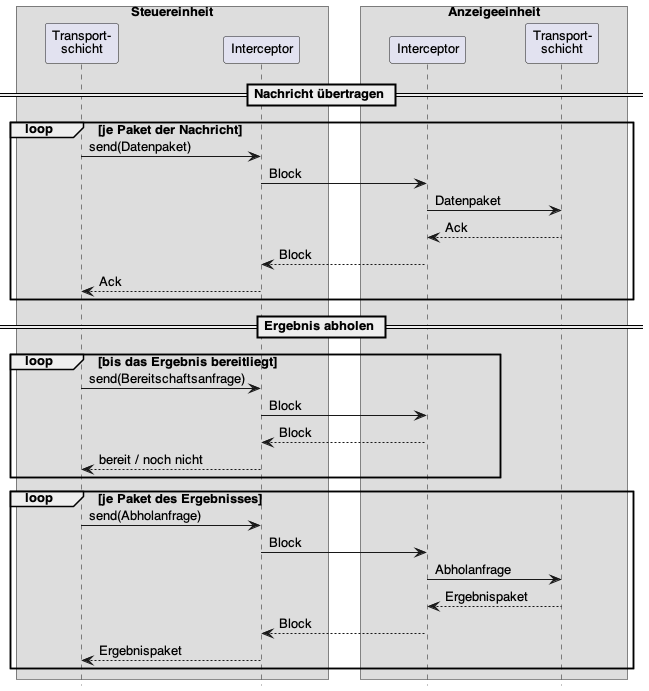 Steuereinheit
Anzeigeeinheit
Transport-
schicht
Interceptor
Interceptor
Transport-
schicht
Nachricht übertragen
loop [je Paket der Nachricht]
send(Datenpaket)
Block
Datenpaket
Ack
Block
Ack
Ergebnis abholen
loop [bis das Ergebnis bereitliegt]
send(Bereitschaftsanfrage)
Block
Block
bereit / noch nicht
loop [je Paket des Ergebnisses]
send(Abholanfrage)
Block
Abholanfrage
Ergebnispaket
Block
Ergebnispaket